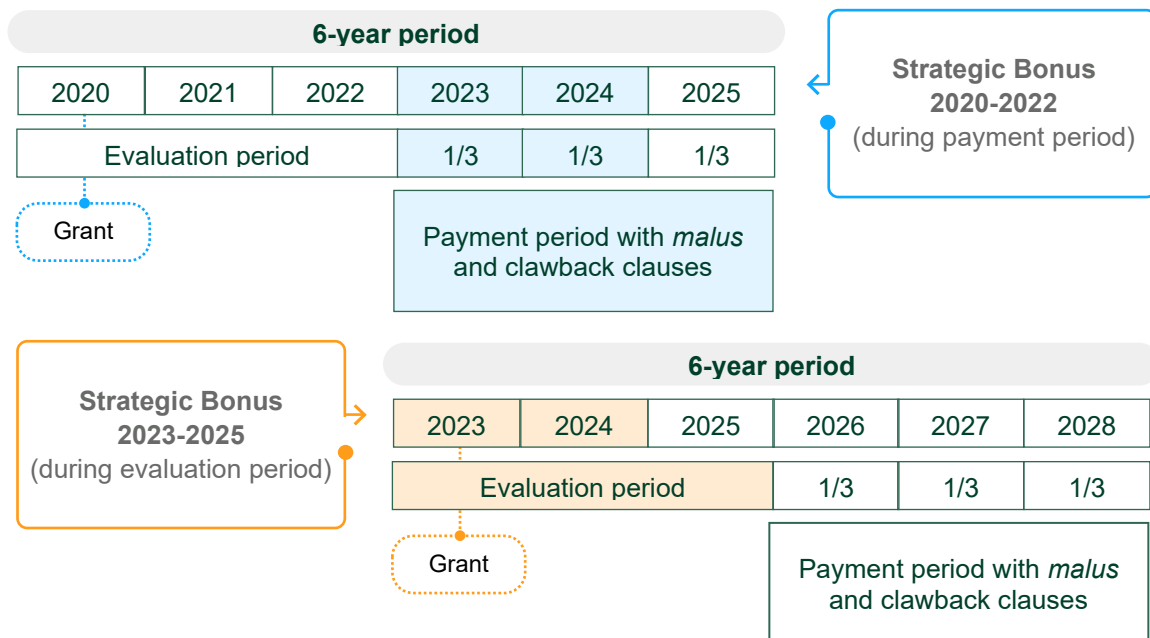 6-year period
2020 2021 2022 2023 2024 2025
Evaluation period 1/3 1/3 1/3
Grant
Payment period with malus
and clawback clauses
Strategic Bonus
2020-2022
(during payment period)
Strategic Bonus
2023-2025
(during evaluation period)
6-year period
2023 2024 2025 2026 2027 2028
Evaluation period 1/3 1/3 1/3
Grant
Payment period with malus
and clawback clauses